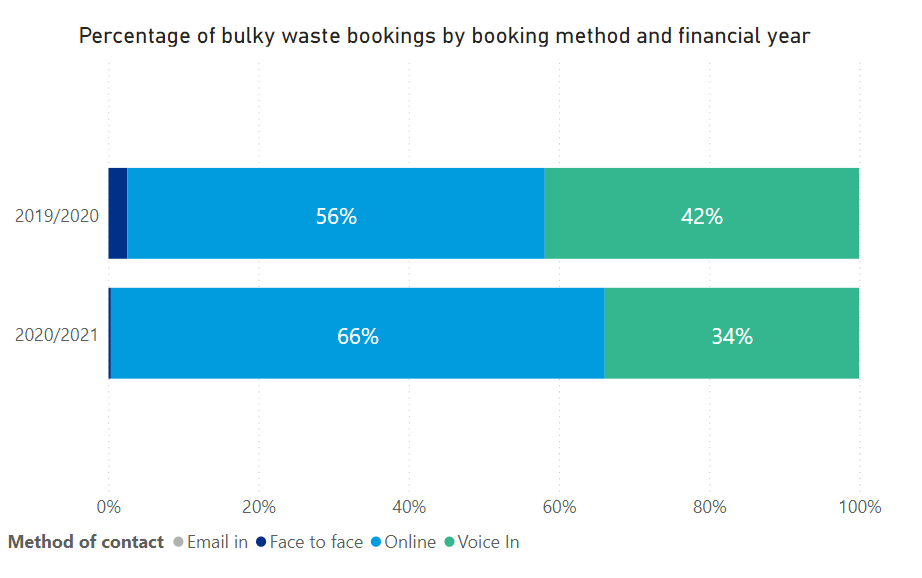 Percentage of bulky waste bookings by booking method and financial year
2019/2020 56% 42%
2020/2021 66% 34%
0% 20% 40% 60% 80% 100%
Method of contact Email in Face to face Online Voice In